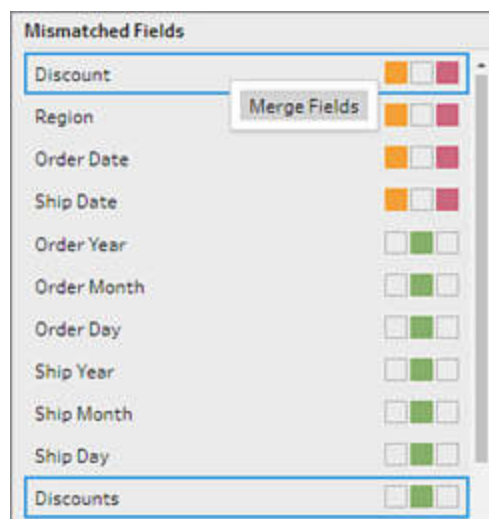 Mismatched Fields
Discount
Merge Fields
Region
Order Date
Ship Date
Order Year
Order Month
Order Day
Ship Year
Ship Month
Ship Day
Discounts